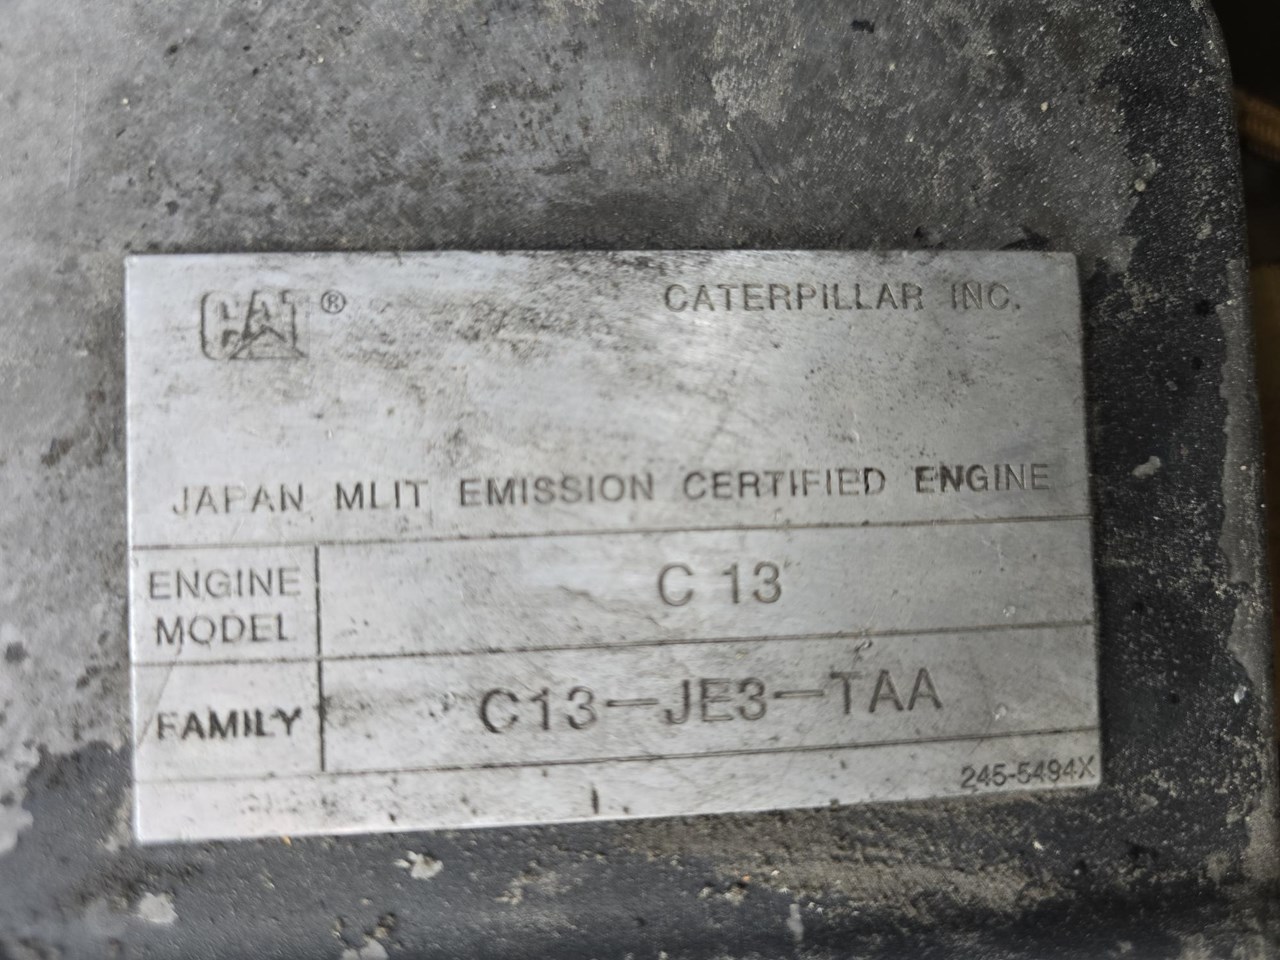 CAT®
CATERPILLAR INC.
JAPAN MLIT EMISSION CERTIFIED ENGINE
ENGINE MODEL
C 13
FAMILY
C13-JE3-TAA
245-5494X